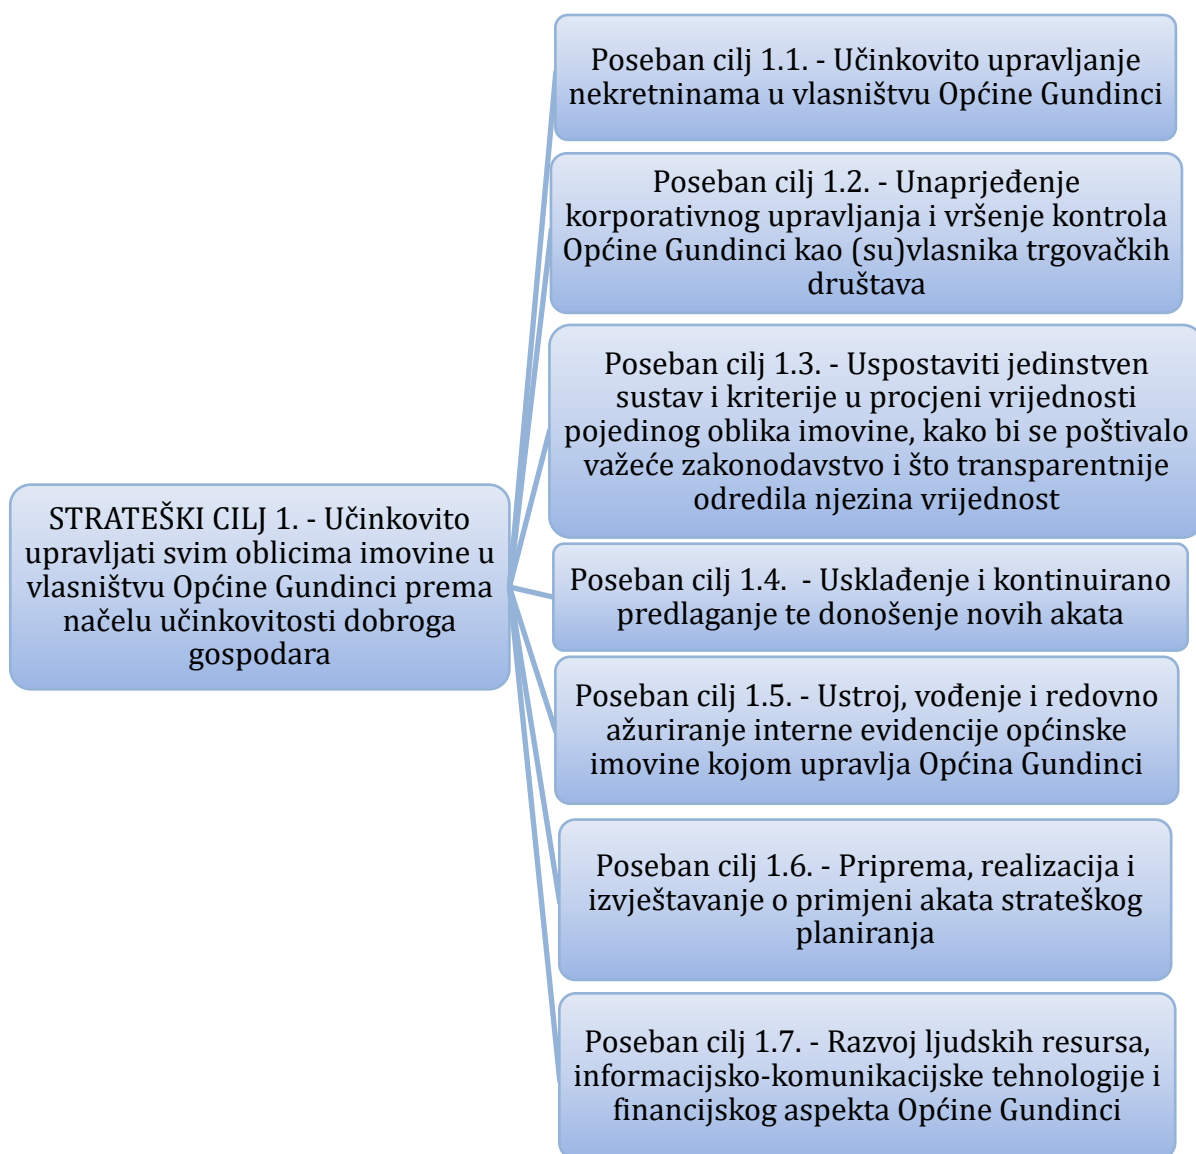 STRATEŠKI CILJ 1. - Učinkovito
upravljati svim oblicima imovine u
vlasništvu Općine Gundinci prema
načelu učinkovitosti dobroga
gospodara
Poseban cilj 1.1. - Učinkovito upravljanje
nekretninama u vlasništvu Općine Gundinci
Poseban cilj 1.2. - Unaprjeđenje
korporativnog upravljanja i vršenje kontrola
Općine Gundinci kao (su)vlasnika trgovačkih
društava
Poseban cilj 1.3. - Uspostaviti jedinstven
sustav i kriterije u procjeni vrijednosti
pojedinog oblika imovine, kako bi se poštivalo
važeće zakonodavstvo i što transparentnije
odredila njezina vrijednost
Poseban cilj 1.4.  - Usklađenje i kontinuirano
predlaganje te donošenje novih akata
Poseban cilj 1.5. - Ustroj, vođenje i redovno
ažuriranje interne evidencije općinske
imovine kojom upravlja Općina Gundinci
Poseban cilj 1.6. - Priprema, realizacija i
izvještavanje o primjeni akata strateškog
planiranja
Poseban cilj 1.7. - Razvoj ljudskih resursa,
informacijsko-komunikacijske tehnologije i
financijskog aspekta Općine Gundinci